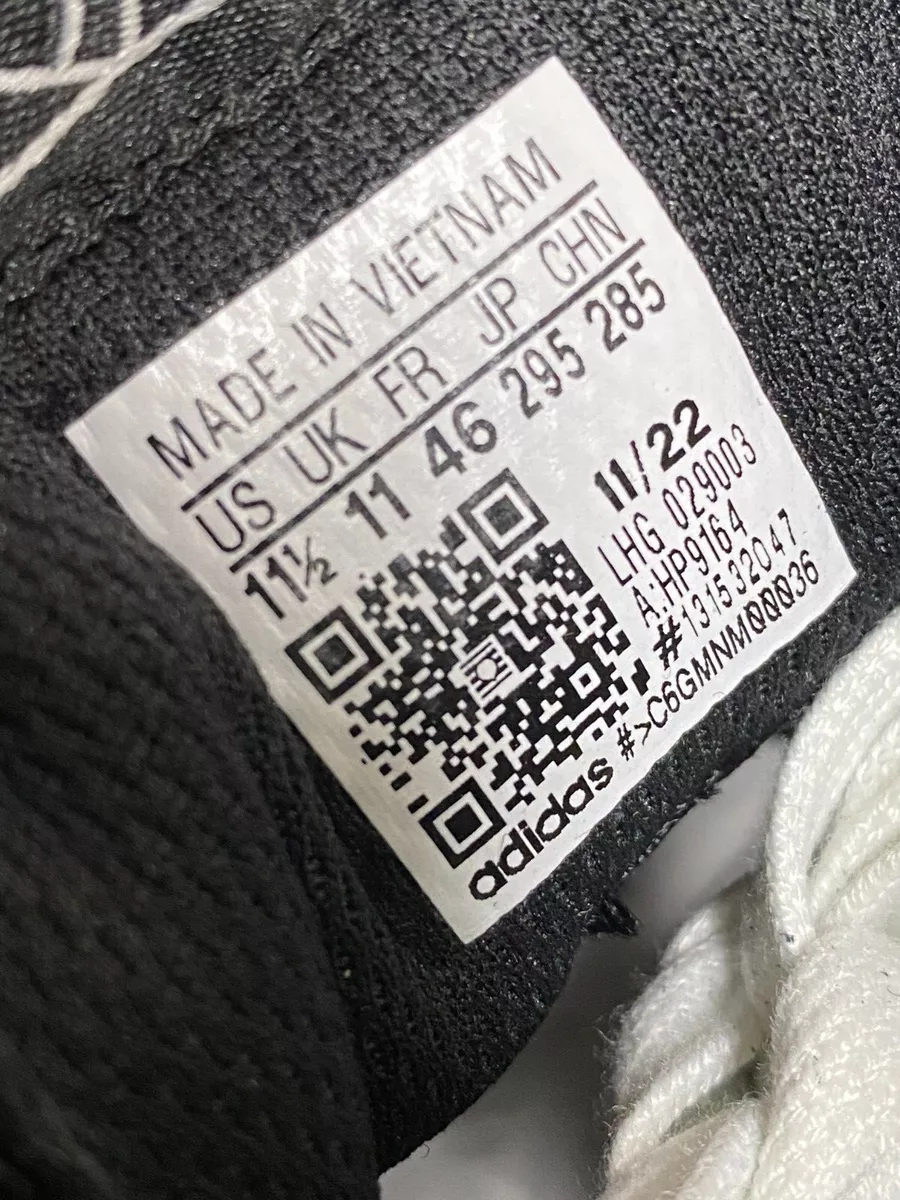 MADE IN VIETNAM
US UK FR JP CHN
11½ 11 46 295 285
11/22
LHG 029003
A:HP9164
#131532047
#>C6GMNM00036
adidas